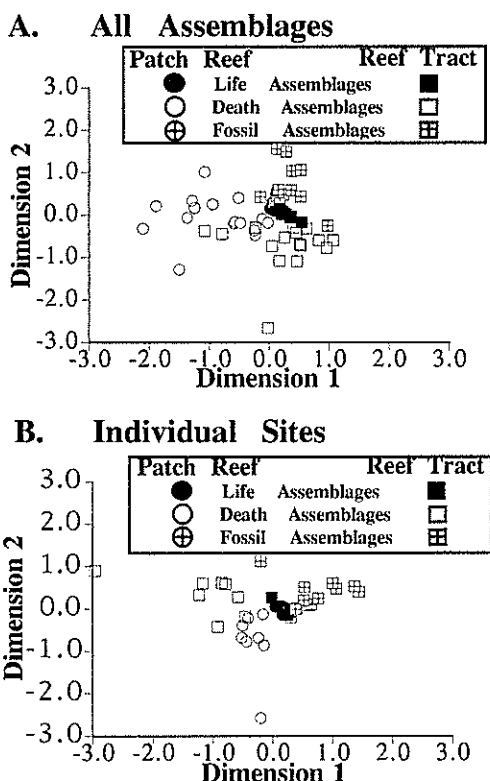 A. All Assemblages
Patch Reef Reef Tract
Life Assemblages
Death Assemblages
Fossil Assemblages
3.0
2.0
1.0
0.0
-1.0
-2.0
-3.0
Dimension 2
-3.0 -2.0 -1.0 0.0 1.0 2.0 3.0
Dimension 1
B. Individual Sites
Patch Reef Reef Tract
Life Assemblages
Death Assemblages
Fossil Assemblages
3.0
2.0
1.0
0.0
-1.0
-2.0
-3.0
Dimension 2
-3.0 -2.0 -1.0 0.0 1.0 2.0 3.0
Dimension 1